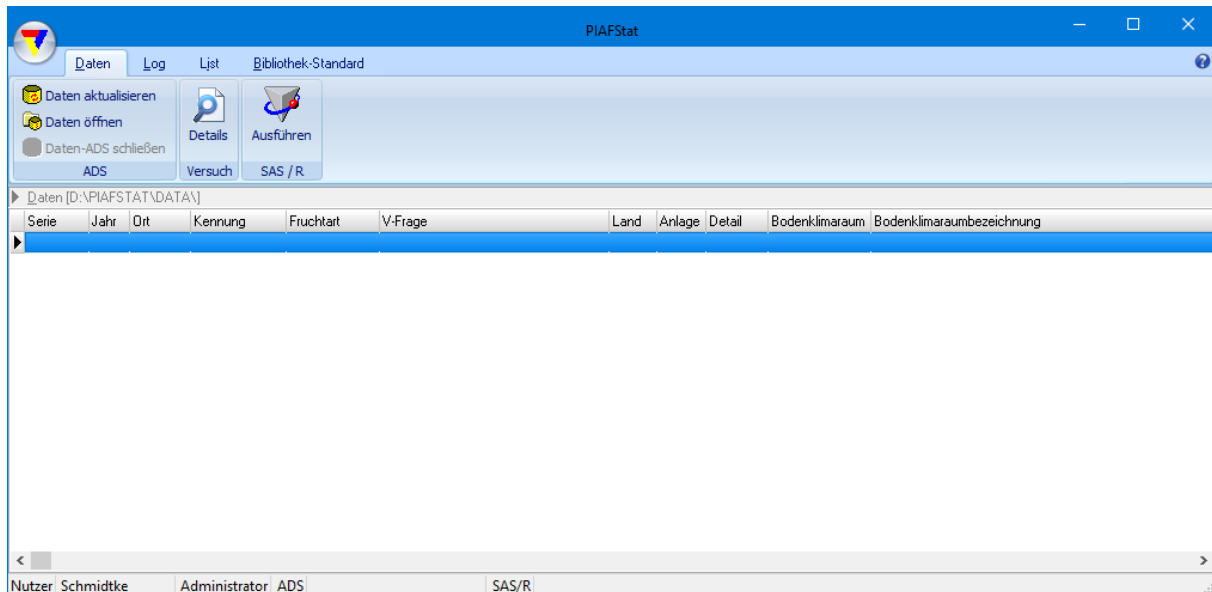 PIAFStat
Daten Log List Bibliothek-Standard
Daten aktualisieren
Daten öffnen
Daten-ADS schließen
ADS
Details
Versuch
Ausführen
SAS / R
Daten [D:\PIAFSTAT\DATA\]
Serie Jahr Ort Kennung Fruchtart V-Frage Land Anlage Detail Bodenklimaraum Bodenklimaraumbezeichnung
Nutzer Schmidtke Administrator ADS SAS/R